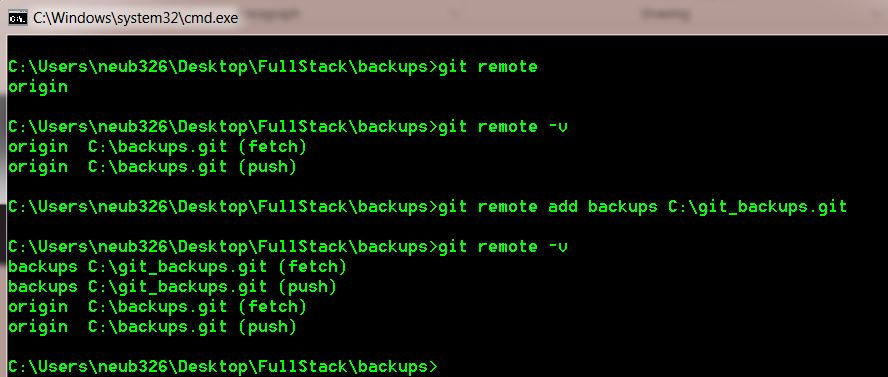 C:\Windows\system32\cmd.exe
C:\Users\neub326\Desktop\FullStack\backups>git remote
origin
C:\Users\neub326\Desktop\FullStack\backups>git remote -v
origin  C:\backups.git (fetch)
origin  C:\backups.git (push)
C:\Users\neub326\Desktop\FullStack\backups>git remote add backups C:\git_backups.git
C:\Users\neub326\Desktop\FullStack\backups>git remote -v
backups C:\git_backups.git (fetch)
backups C:\git_backups.git (push)
origin  C:\backups.git (fetch)
origin  C:\backups.git (push)
C:\Users\neub326\Desktop\FullStack\backups>